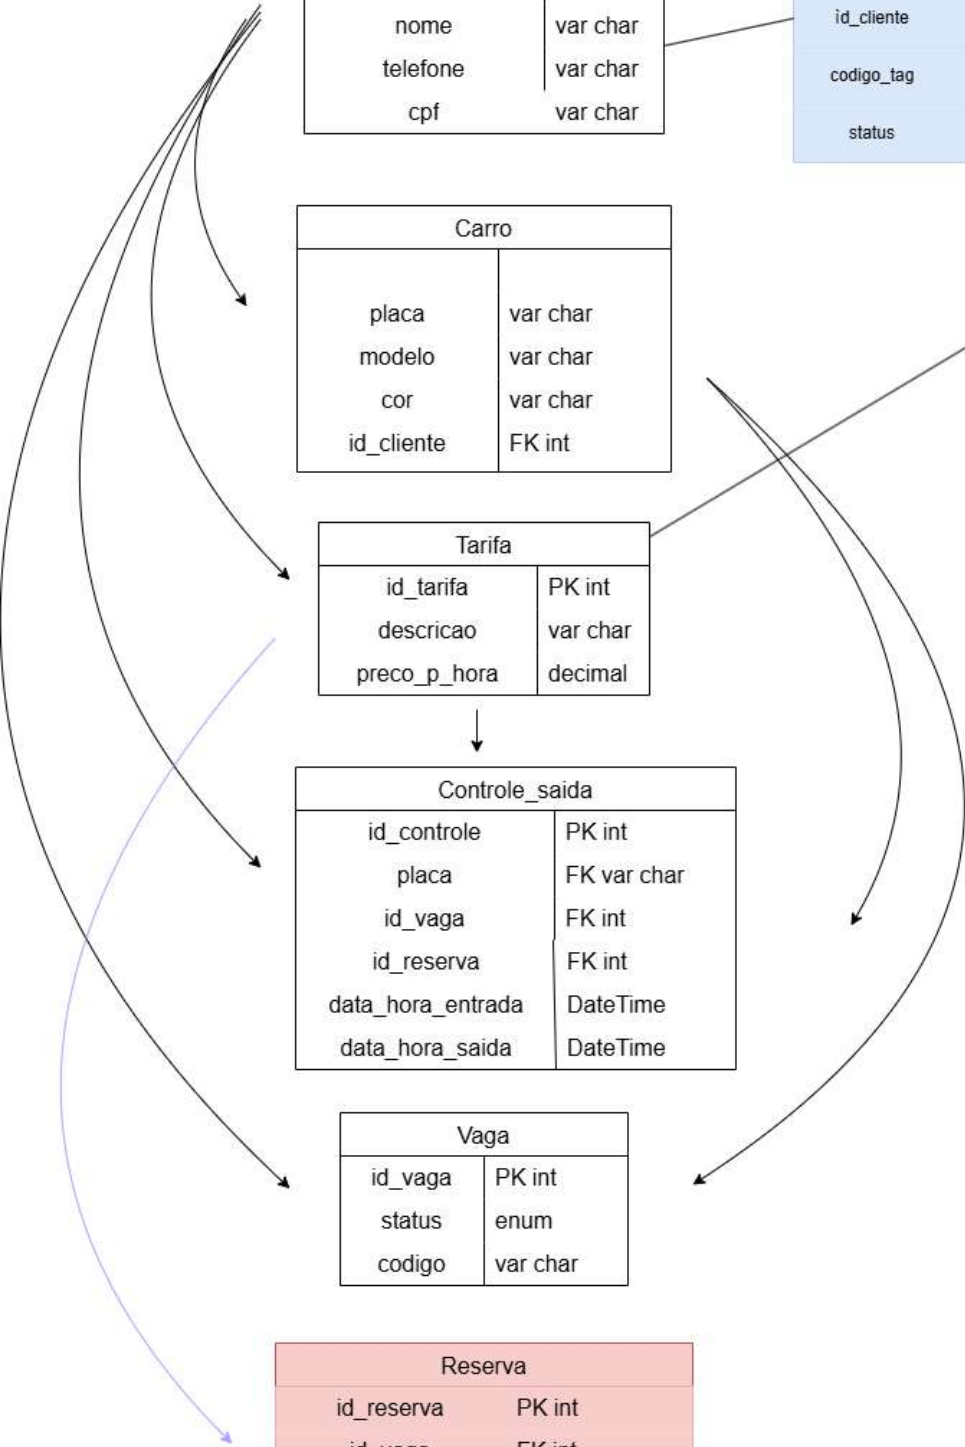 nome var char
telefone var char
cpf var char
id_cliente
codigo_tag
status
Carro
placa var char
modelo var char
cor var char
id_cliente FK int
Tarifa
id_tarifa PK int
descricao var char
preco_p_hora decimal
Controle_saida
id_controle PK int
placa FK var char
id_vaga FK int
id_reserva FK int
data_hora_entrada DateTime
data_hora_saida DateTime
Vaga
id_vaga PK int
status enum
codigo var char
Reserva
id_reserva PK int
id_vaga FK int